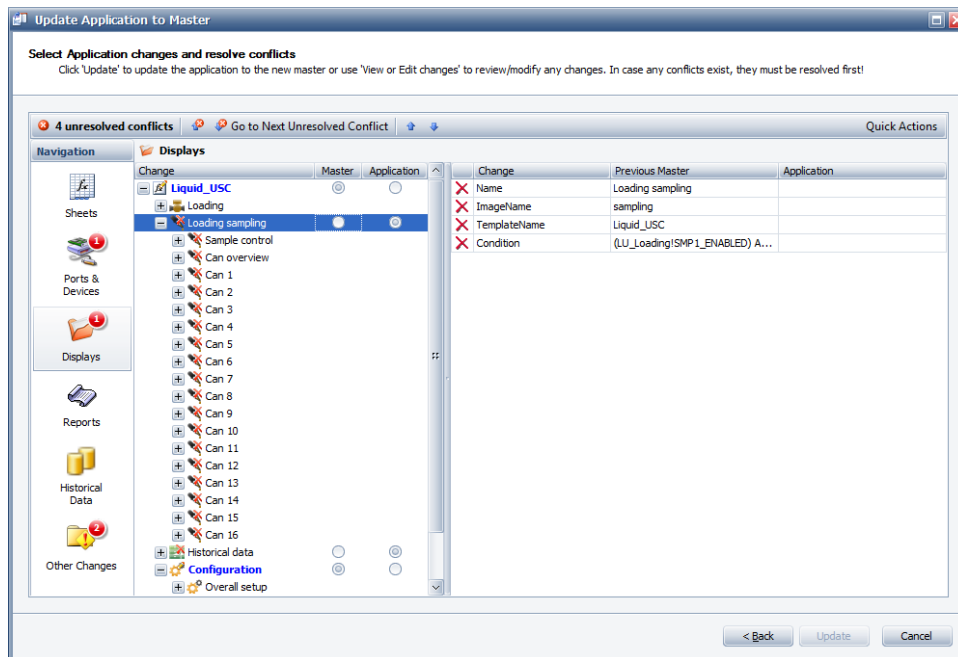 Update Application to Master
Select Application changes and resolve conflicts
Click 'Update' to update the application to the new master or use 'View or Edit changes' to review/modify any changes. In case any conflicts exist, they must be resolved first!
4 unresolved conflicts Go to Next Unresolved Conflict Quick Actions
Navigation
Sheets
1
Ports &
Devices
1
Displays
Reports
Historical
Data
2
Other Changes
Displays
Change Master Application
Liquid_USC
Loading
Loading sampling
Sample control
Can overview
Can 1
Can 2
Can 3
Can 4
Can 5
Can 6
Can 7
Can 8
Can 9
Can 10
Can 11
Can 12
Can 13
Can 14
Can 15
Can 16
Historical data
Configuration
Overall setup
Change Previous Master Application
Name Loading sampling
ImageName sampling
TemplateName Liquid_USC
Condition (LU_Loading!SMP1_ENABLED) A...
< Back Update Cancel